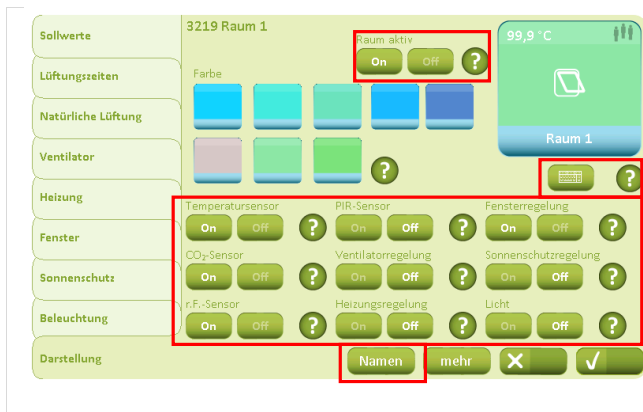 Sollwerte
Lüftungszeiten
Natürliche Lüftung
Ventilator
Heizung
Fenster
Sonnenschutz
Beleuchtung
Darstellung
3219 Raum 1
Raum aktiv
On Off ?
99,9 °C
Raum 1
Farbe
?
?
Temperatursensor PIR-Sensor Fensterregelung
On Off ? On Off ? On Off ?
CO₂-Sensor Ventilatorregelung Sonnenschutzregelung
On Off ? On Off ? On Off ?
r.F.-Sensor Heizungsregelung Licht
On Off ? On Off ? On Off ?
Namen mehr